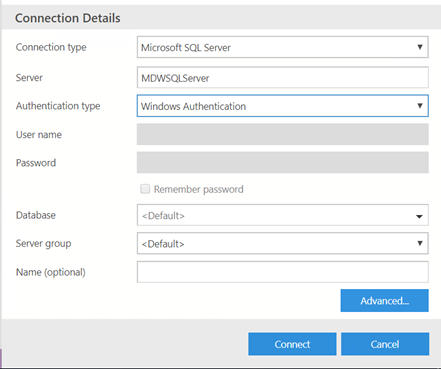 Connection Details
Connection type Microsoft SQL Server
Server MDWSQLServer
Authentication type Windows Authentication
User name
Password
Remember password
Database <Default>
Server group <Default>
Name (optional)
Advanced...
Connect Cancel